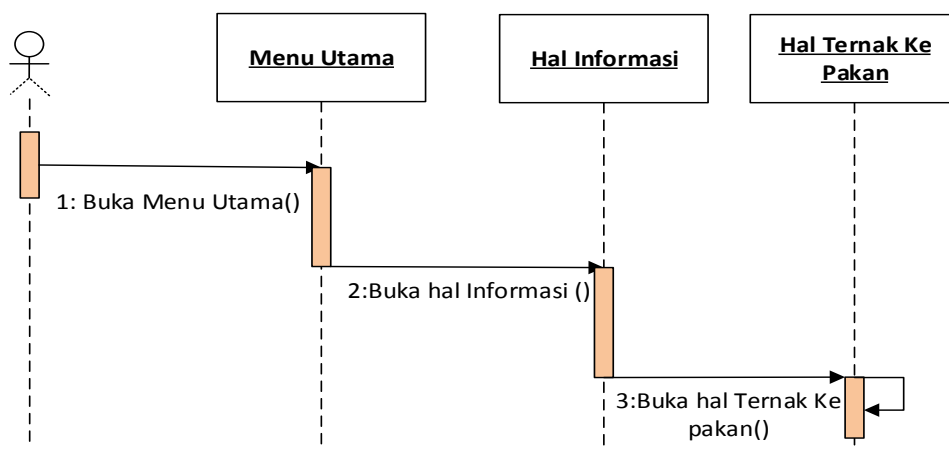 Menu Utama
Hal Informasi
Hal Ternak Ke
Pakan
1: Buka Menu Utama()
2:Buka hal Informasi ()
3:Buka hal Ternak Ke
pakan()